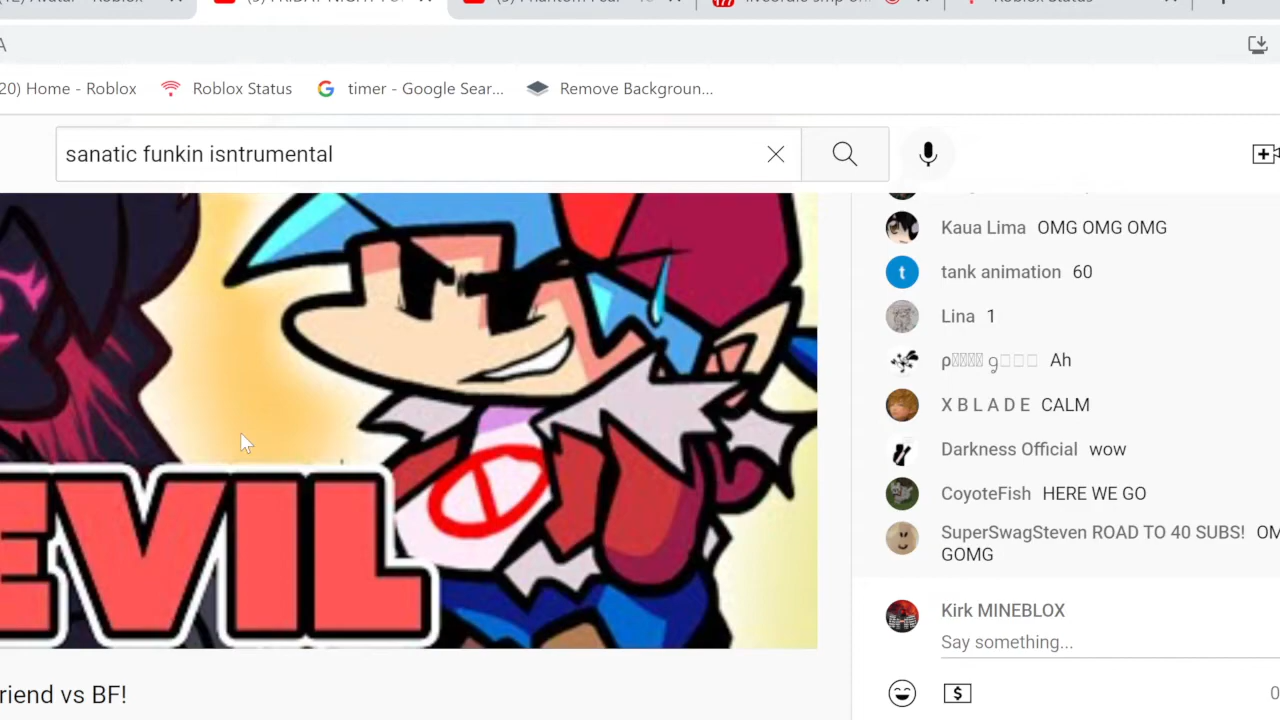 20) Home - Roblox
Roblox Status
timer - Google Sear...
Remove Backgroun...
sanatic funkin isntrumental
Kaua Lima OMG OMG OMG
tank animation 60
t
Lina 1
Ah
X B L A D E CALM
Darkness Official wow
CoyoteFish HERE WE GO
SuperSwagSteven ROAD TO 40 SUBS! OM
GOMG
EVIL
Kirk MINEBLOX
Say something...
riend vs BF!
$
0